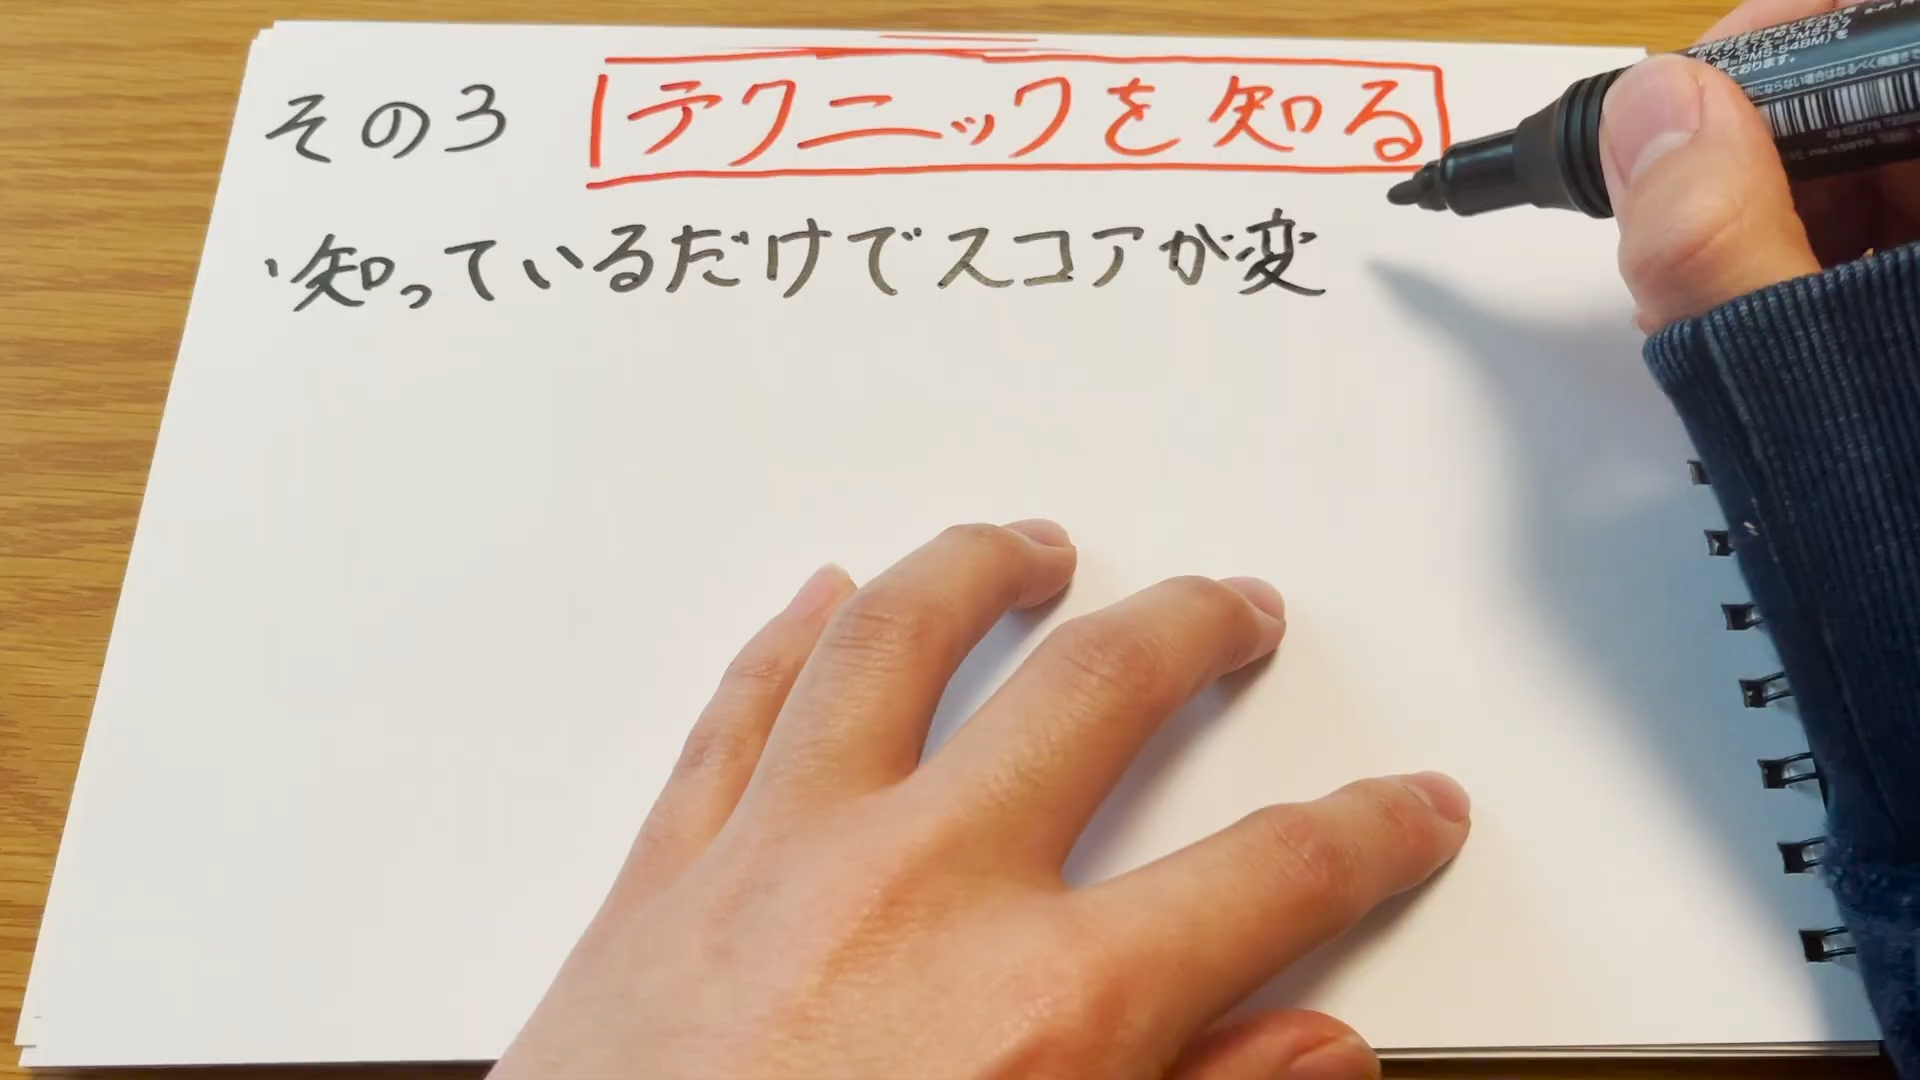 その3 テクニックを知る
・知っているだけでスコアが変